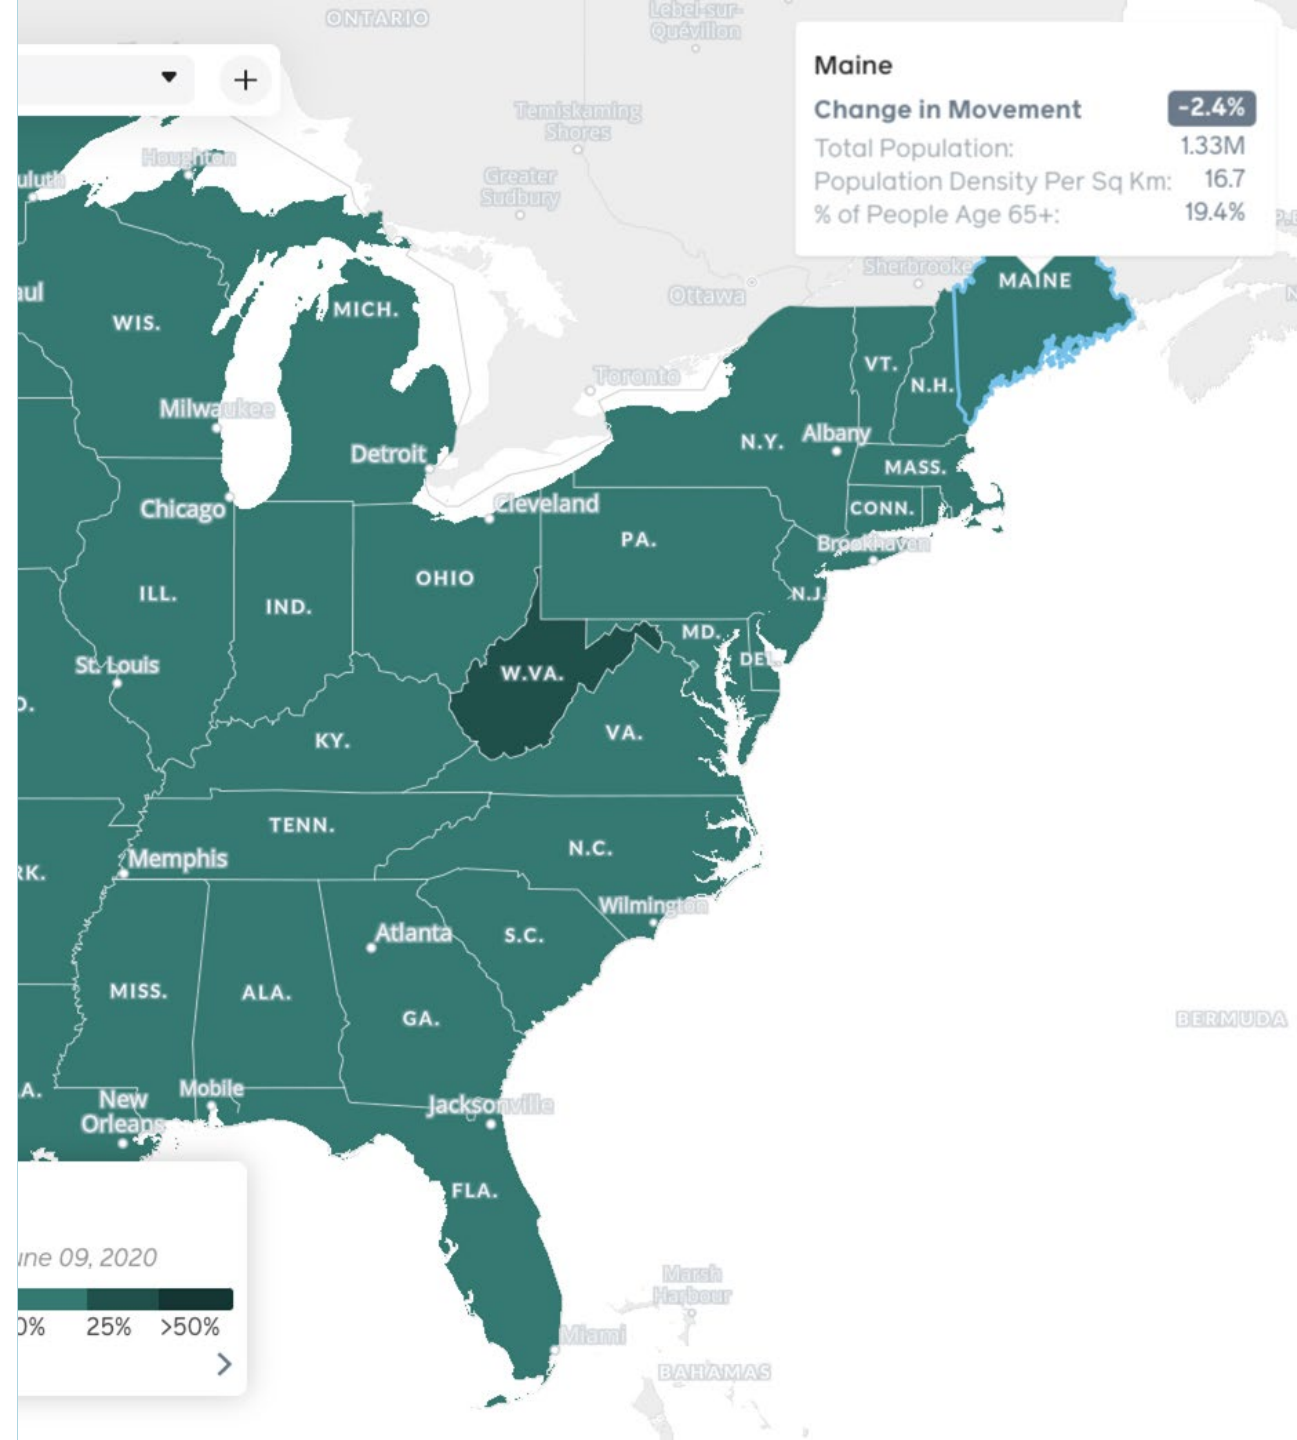 ONTARIO
Lebel-sur-
Quévillon
+
Maine
Change in Movement -2.4%
Total Population: 1.33M
Population Density Per Sq Km: 16.7
% of People Age 65+: 19.4%
Temiskaming
Shores
Houghton
uluth
Greater
Sudbury
Sherbrooke
MAINE
Ottawa
aul
WIS.
MICH.
VT.
N.H.
Toronto
Milwaukee
Detroit
N.Y.
Albany
MASS.
Chicago
Cleveland
CONN.
PA.
Brookhaven
OHIO
ILL.
IND.
N.J.
MD.
DEL.
St. Louis
W.VA.
O.
KY.
VA.
TENN.
N.C.
Memphis
RK.
Wilmington
Atlanta
S.C.
MISS.
ALA.
GA.
BERMUDA
A.
New
Orleans
Mobile
Jacksonville
FLA.
une 09, 2020
0% 25% >50%
Marsh
Harbour
Miami
BAHAMAS